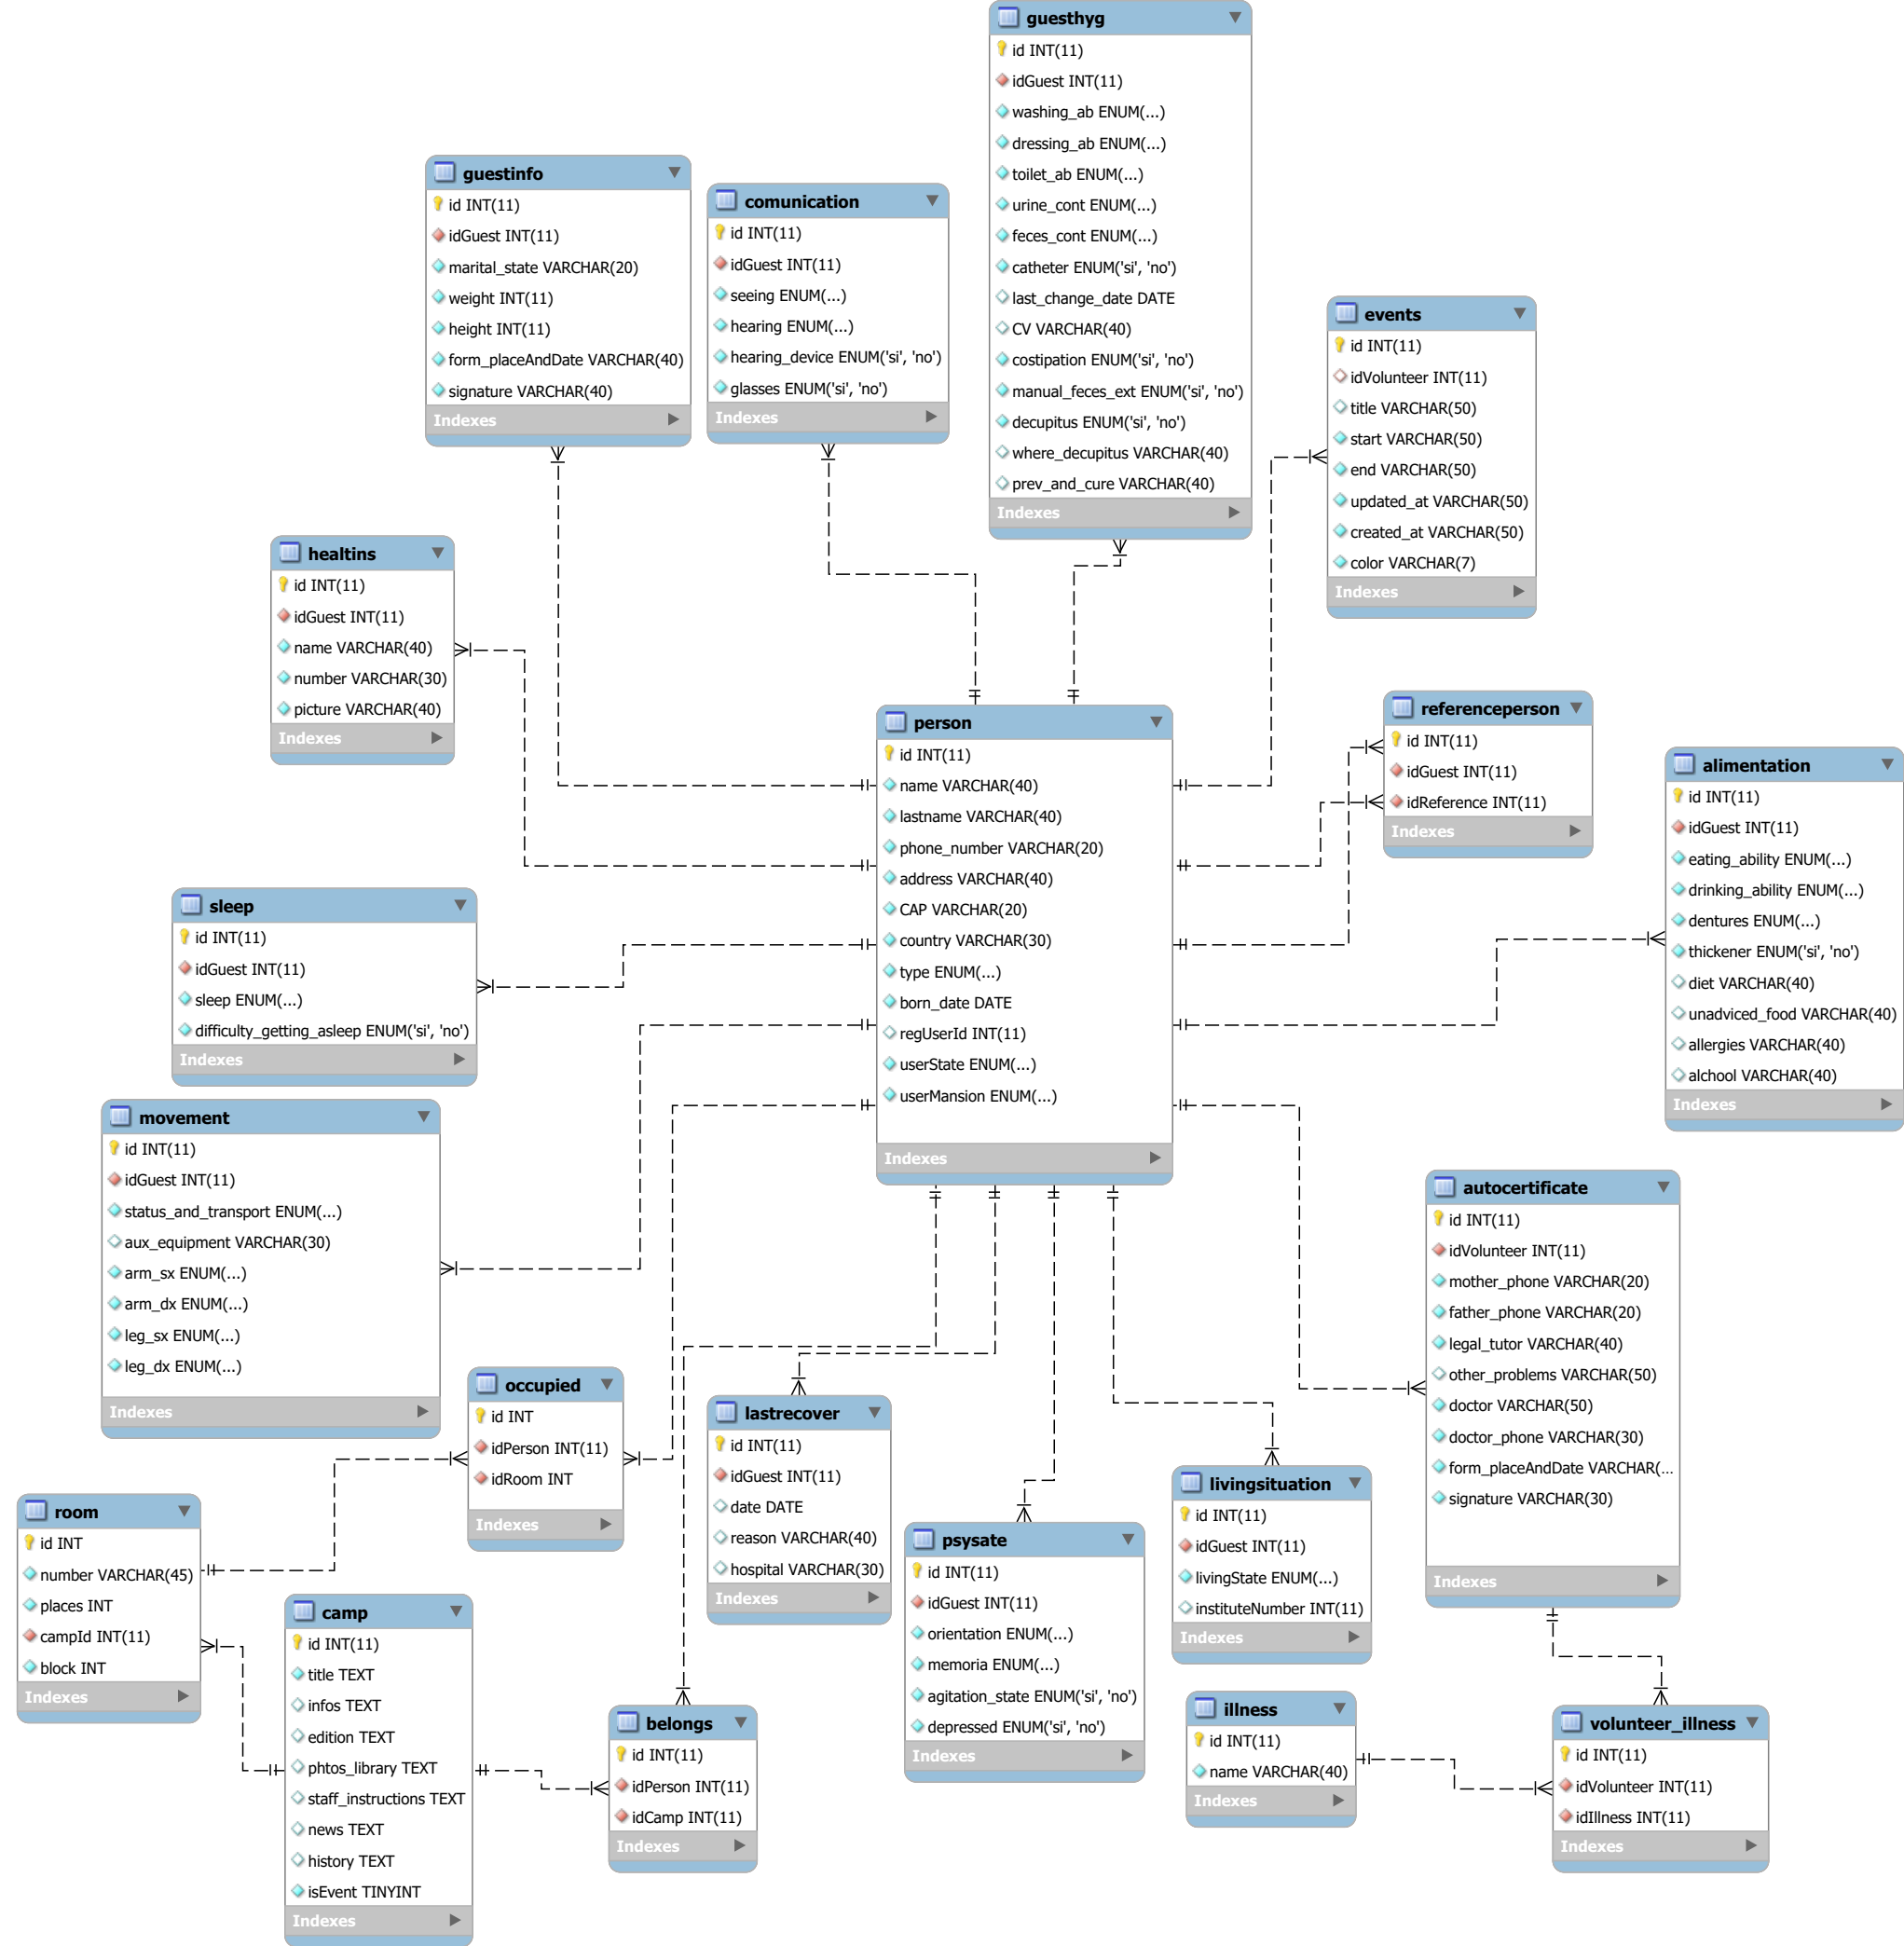 guesthyg
id INT(11)
idGuest INT(11)
washing_ab ENUM(...)
dressing_ab ENUM(...)
toilet_ab ENUM(...)
urine_cont ENUM(...)
feces_cont ENUM(...)
catheter ENUM('si', 'no')
last_change_date DATE
CV VARCHAR(40)
costipation ENUM('si', 'no')
manual_feces_ext ENUM('si', 'no')
decupitus ENUM('si', 'no')
where_decupitus VARCHAR(40)
prev_and_cure VARCHAR(40)
Indexes
guestinfo
id INT(11)
idGuest INT(11)
marital_state VARCHAR(20)
weight INT(11)
height INT(11)
form_placeAndDate VARCHAR(40)
signature VARCHAR(40)
Indexes
comunication
id INT(11)
idGuest INT(11)
seeing ENUM(...)
hearing ENUM(...)
hearing_device ENUM('si', 'no')
glasses ENUM('si', 'no')
Indexes
events
id INT(11)
idVolunteer INT(11)
title VARCHAR(50)
start VARCHAR(50)
end VARCHAR(50)
updated_at VARCHAR(50)
created_at VARCHAR(50)
color VARCHAR(7)
Indexes
healtins
id INT(11)
idGuest INT(11)
name VARCHAR(40)
number VARCHAR(30)
picture VARCHAR(40)
Indexes
person
id INT(11)
name VARCHAR(40)
lastname VARCHAR(40)
phone_number VARCHAR(20)
address VARCHAR(40)
CAP VARCHAR(20)
country VARCHAR(30)
type ENUM(...)
born_date DATE
regUserId INT(11)
userState ENUM(...)
userMansion ENUM(...)
Indexes
referenceperson
id INT(11)
idGuest INT(11)
idReference INT(11)
Indexes
alimentation
id INT(11)
idGuest INT(11)
eating_ability ENUM(...)
drinking_ability ENUM(...)
dentures ENUM(...)
thickener ENUM('si', 'no')
diet VARCHAR(40)
unadviced_food VARCHAR(40)
allergies VARCHAR(40)
alchool VARCHAR(40)
Indexes
sleep
id INT(11)
idGuest INT(11)
sleep ENUM(...)
difficulty_getting_asleep ENUM('si', 'no')
Indexes
movement
id INT(11)
idGuest INT(11)
status_and_transport ENUM(...)
aux_equipment VARCHAR(30)
arm_sx ENUM(...)
arm_dx ENUM(...)
leg_sx ENUM(...)
leg_dx ENUM(...)
Indexes
autocertificate
id INT(11)
idVolunteer INT(11)
mother_phone VARCHAR(20)
father_phone VARCHAR(20)
legal_tutor VARCHAR(40)
other_problems VARCHAR(50)
doctor VARCHAR(50)
doctor_phone VARCHAR(30)
form_placeAndDate VARCHAR(...
signature VARCHAR(30)
Indexes
occupied
id INT
idPerson INT(11)
idRoom INT
Indexes
lastrecover
id INT(11)
idGuest INT(11)
date DATE
reason VARCHAR(40)
hospital VARCHAR(30)
Indexes
livingsituation
id INT(11)
idGuest INT(11)
livingState ENUM(...)
instituteNumber INT(11)
Indexes
room
id INT
number VARCHAR(45)
places INT
campId INT(11)
block INT
Indexes
psysate
id INT(11)
idGuest INT(11)
orientation ENUM(...)
memoria ENUM(...)
agitation_state ENUM('si', 'no')
depressed ENUM('si', 'no')
Indexes
camp
id INT(11)
title TEXT
infos TEXT
edition TEXT
phtos_library TEXT
staff_instructions TEXT
news TEXT
history TEXT
isEvent TINYINT
Indexes
belongs
id INT(11)
idPerson INT(11)
idCamp INT(11)
Indexes
illness
id INT(11)
name VARCHAR(40)
Indexes
volunteer_illness
id INT(11)
idVolunteer INT(11)
idIllness INT(11)
Indexes